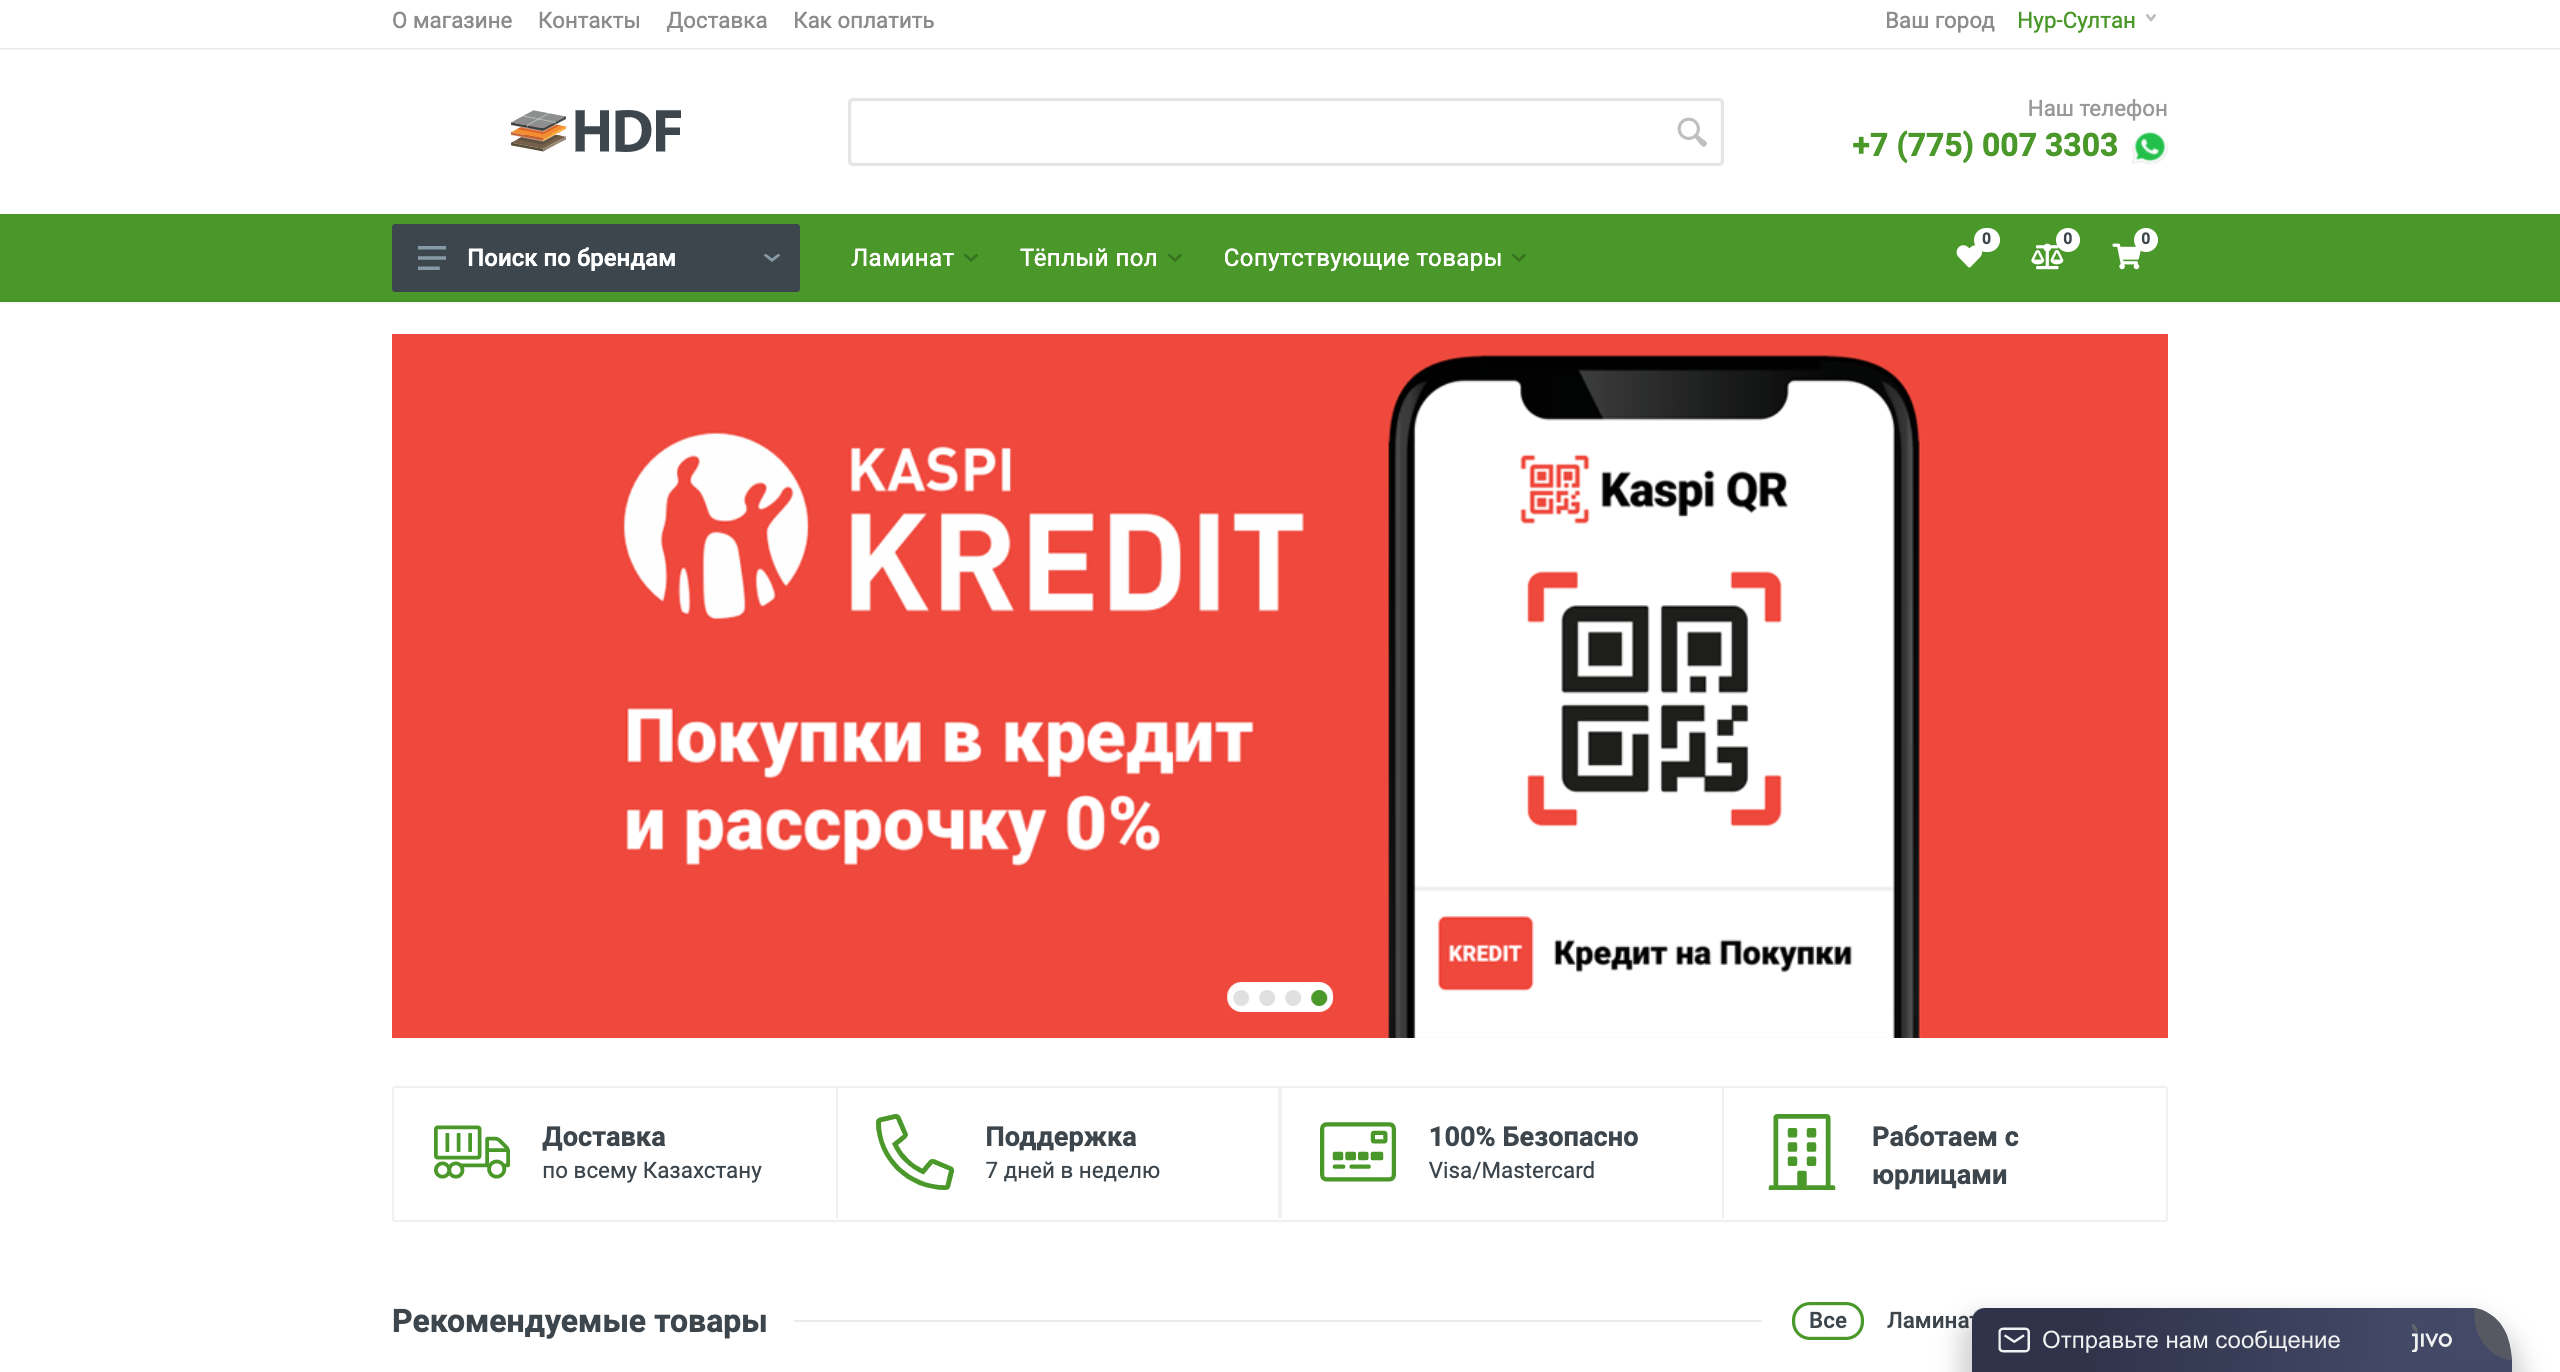 О магазине Контакты Доставка Как оплатить
Ваш город Нур-Султан
HDF
Наш телефон
+7 (775) 007 3303
Поиск по брендам
Ламинат Тёплый пол Сопутствующие товары
0 0 0
KASPI
KREDIT
Покупки в кредит
и рассрочку 0%
Kaspi QR
KREDIT Кредит на Покупки
Доставка
по всему Казахстану
Поддержка
7 дней в неделю
100% Безопасно
Visa/Mastercard
Работаем с
юрлицами
Рекомендуемые товары
Все Ламинат
Отправьте нам сообщение jivo